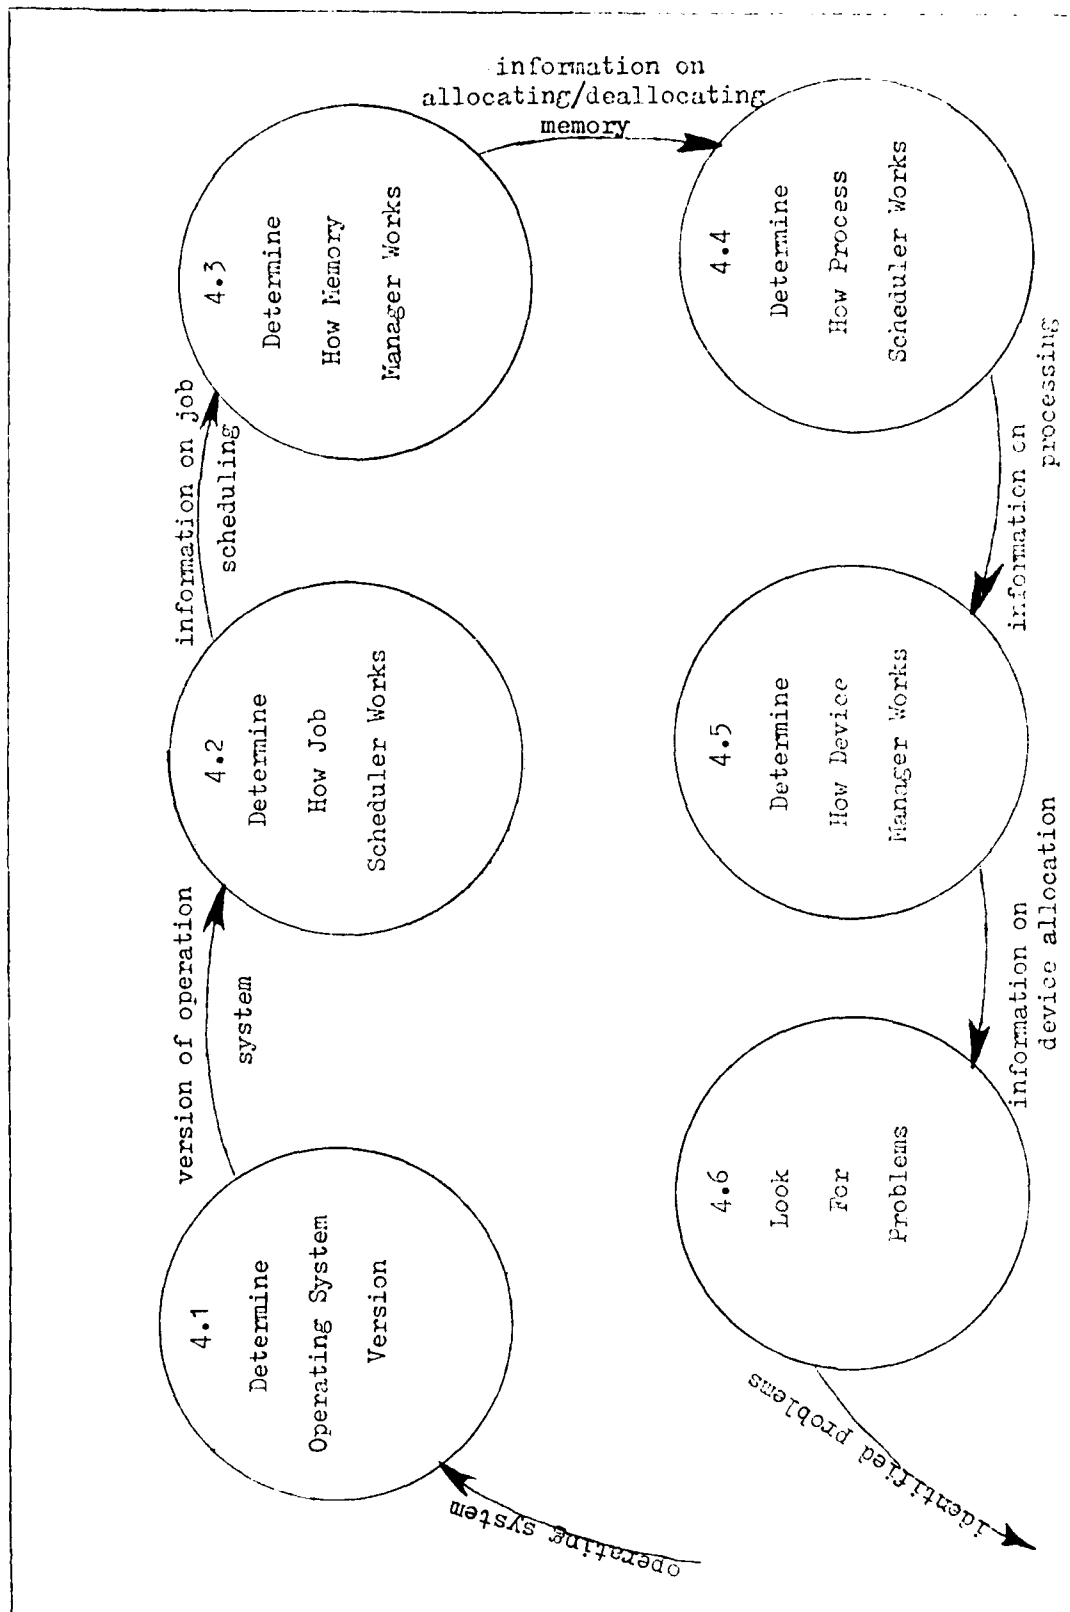 operating system
4.1
Determine
Operating System
Version
version of operation
system
4.2
Determine
How Job
Scheduler Works
information on job
scheduling
4.3
Determine
How Memory
Manager Works
information on
allocating/deallocating
memory
4.4
Determine
How Process
Scheduler Works
information on
processing
4.5
Determine
How Device
Manager Works
information on
device allocation
4.6
Look
For
Problems
identified problems